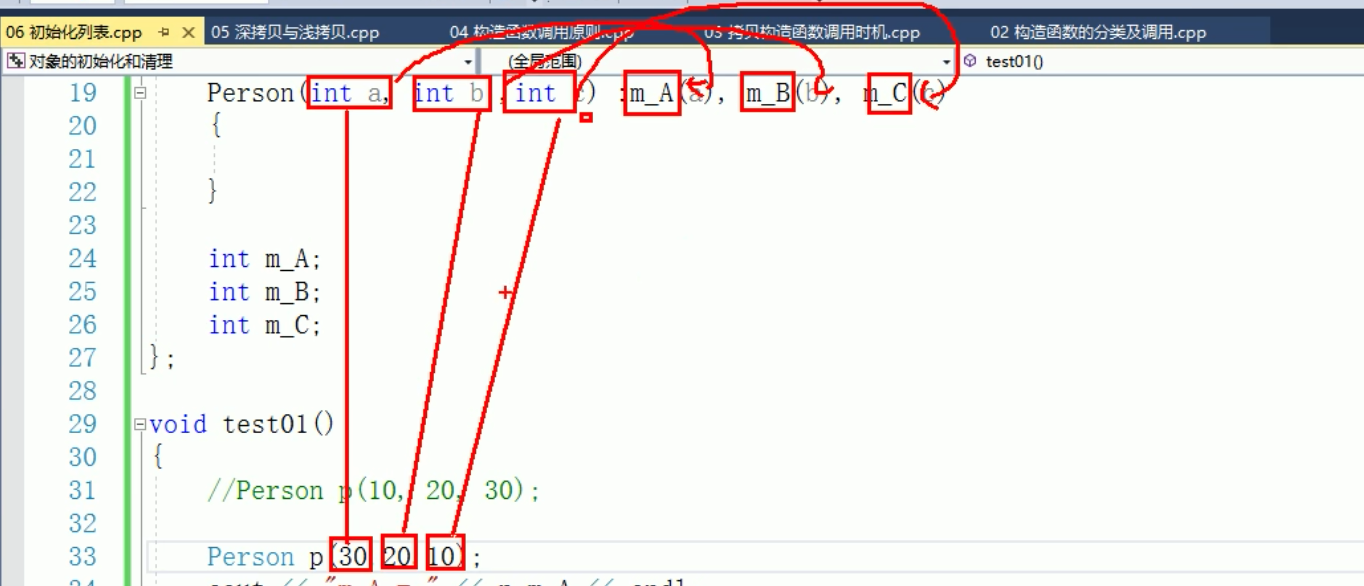 06 初始化列表.cpp 05 深拷贝与浅拷贝.cpp 04 构造函数调用原则.cpp 03 拷贝构造函数调用时机.cpp 02 构造函数的分类及调用.cpp
对象的初始化和清理 (全局范围) test01()
19 Person(int a, int b ,int c) :m_A(a), m_B(b), m_C(c)
20 {
21
22 }
23
24 int m_A;
25 int m_B;
26 int m_C;
27 };
28
29 void test01()
30 {
31 //Person p(10, 20, 30);
32
33 Person p(30 20 10);
34 cout << "m_A = " << p.m_A << endl